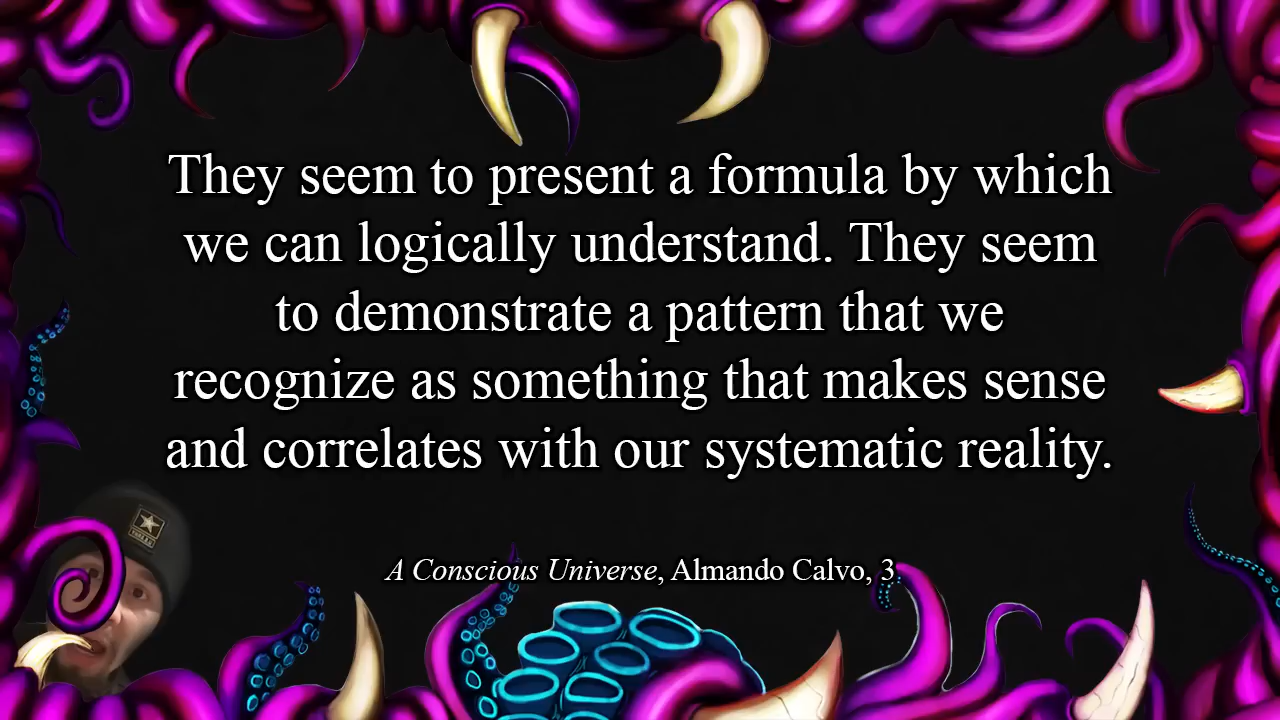 They seem to present a formula by which
we can logically understand. They seem
to demonstrate a pattern that we
recognize as something that makes sense
and correlates with our systematic reality.
A Conscious Universe, Almando Calvo, 3